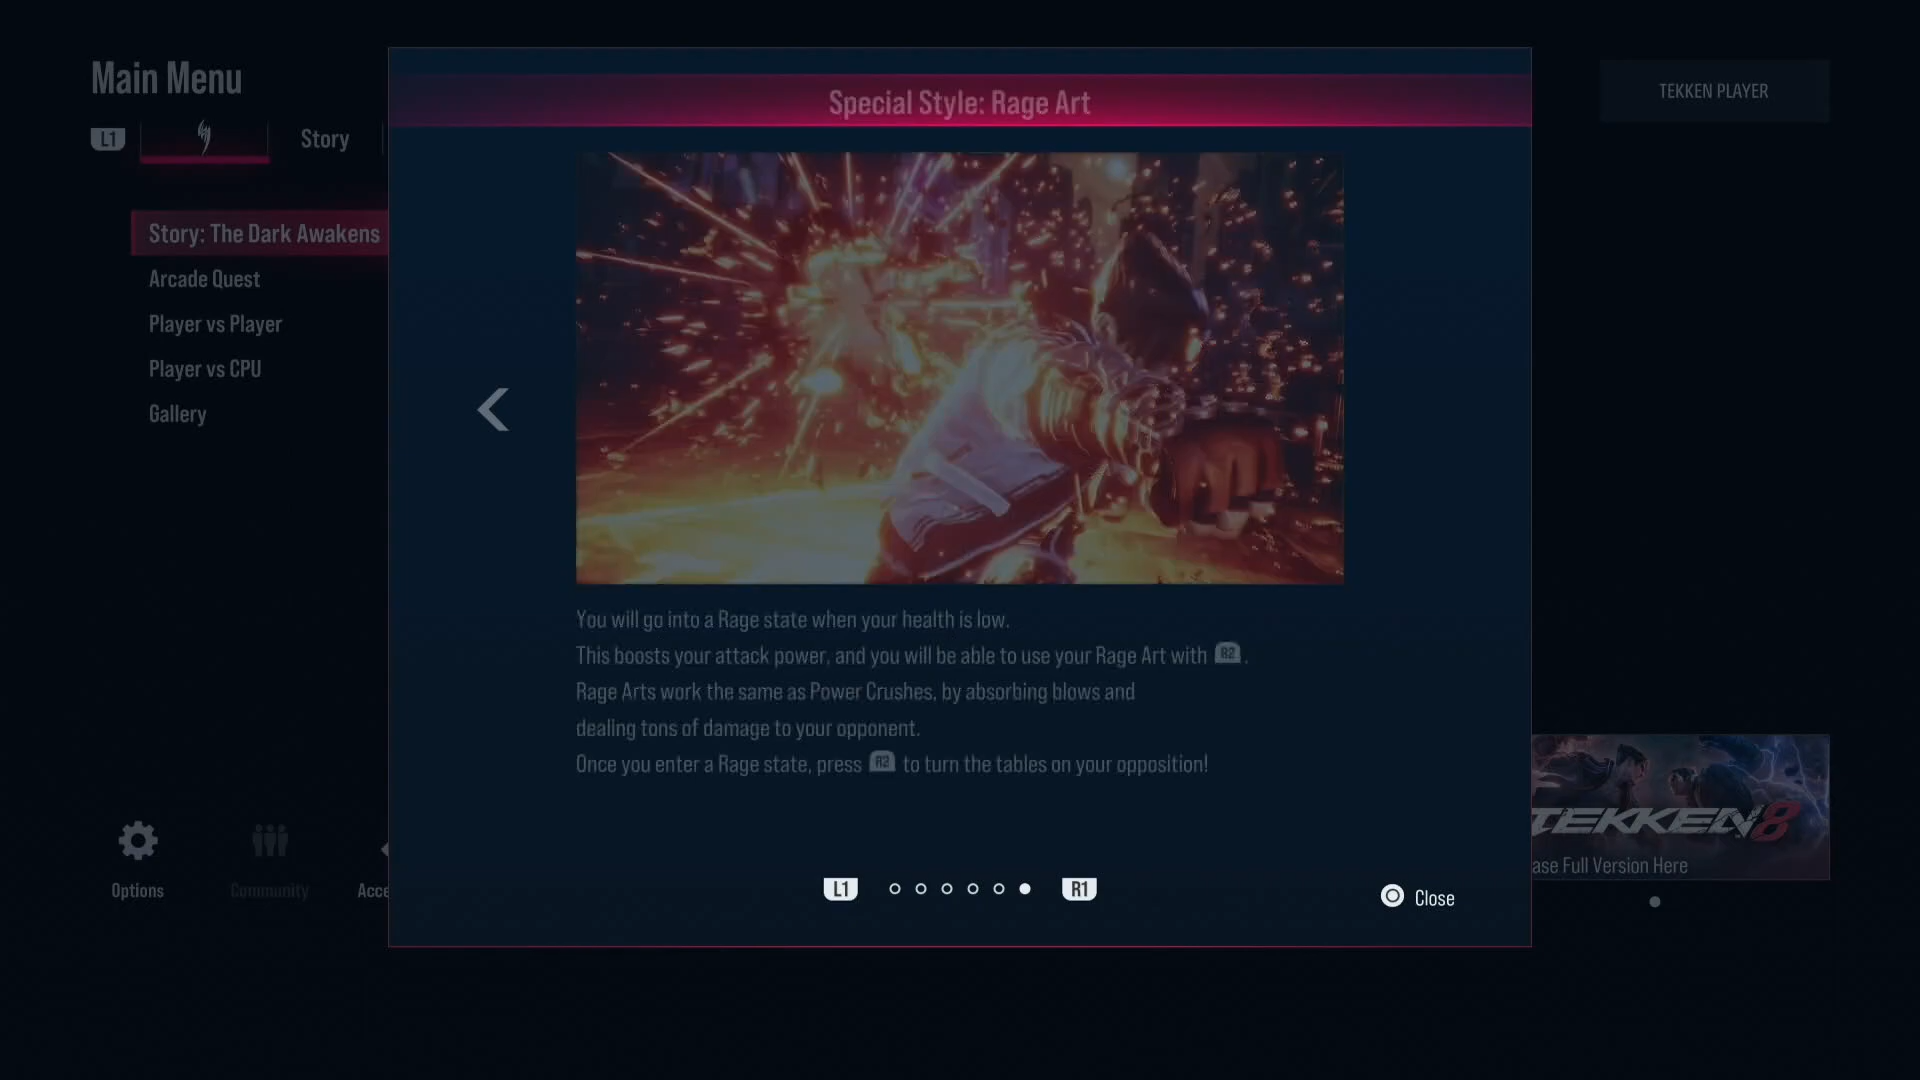 Main Menu
L1
Story
TEKKEN PLAYER
Story: The Dark Awakens
Arcade Quest
Player vs Player
Player vs CPU
Gallery
Options
Community
Acce
Special Style: Rage Art
You will go into a Rage state when your health is low.
This boosts your attack power, and you will be able to use your Rage Art with R2.
Rage Arts work the same as Power Crushes, by absorbing blows and
dealing tons of damage to your opponent.
Once you enter a Rage state, press R2 to turn the tables on your opposition!
L1 R1
Close
TEKKEN 8
ase Full Version Here